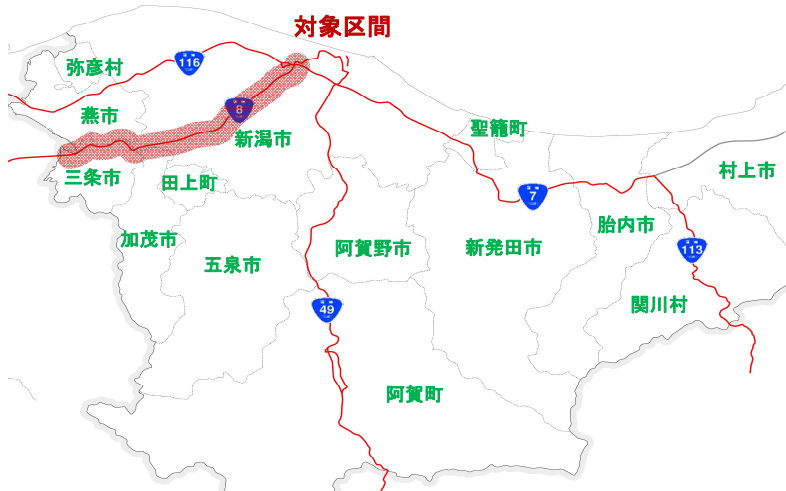 対象区間
弥彦村
116
燕市
8
新潟市
聖籠町
三条市
田上町
7
村上市
加茂市
五泉市
阿賀野市
新発田市
胎内市
113
関川村
49
阿賀町